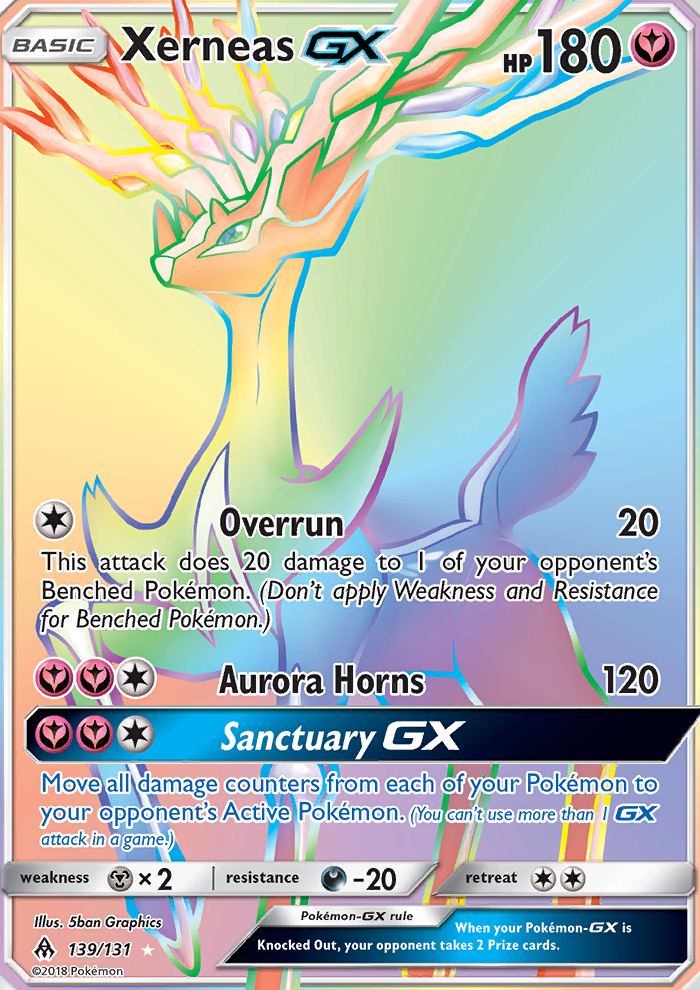 BASIC Xerneas GX HP 180
Overrun 20
This attack does 20 damage to 1 of your opponent's
Benched Pokémon. (Don't apply Weakness and Resistance
for Benched Pokémon.)
Aurora Horns 120
Sanctuary GX
Move all damage counters from each of your Pokémon to
your opponent's Active Pokémon. (You can't use more than 1 GX
attack in a game.)
weakness ×2 resistance -20 retreat
Illus. 5ban Graphics
139/131
©2018 Pokémon
Pokémon-GX rule
When your Pokémon-GX is
Knocked Out, your opponent takes 2 Prize cards.